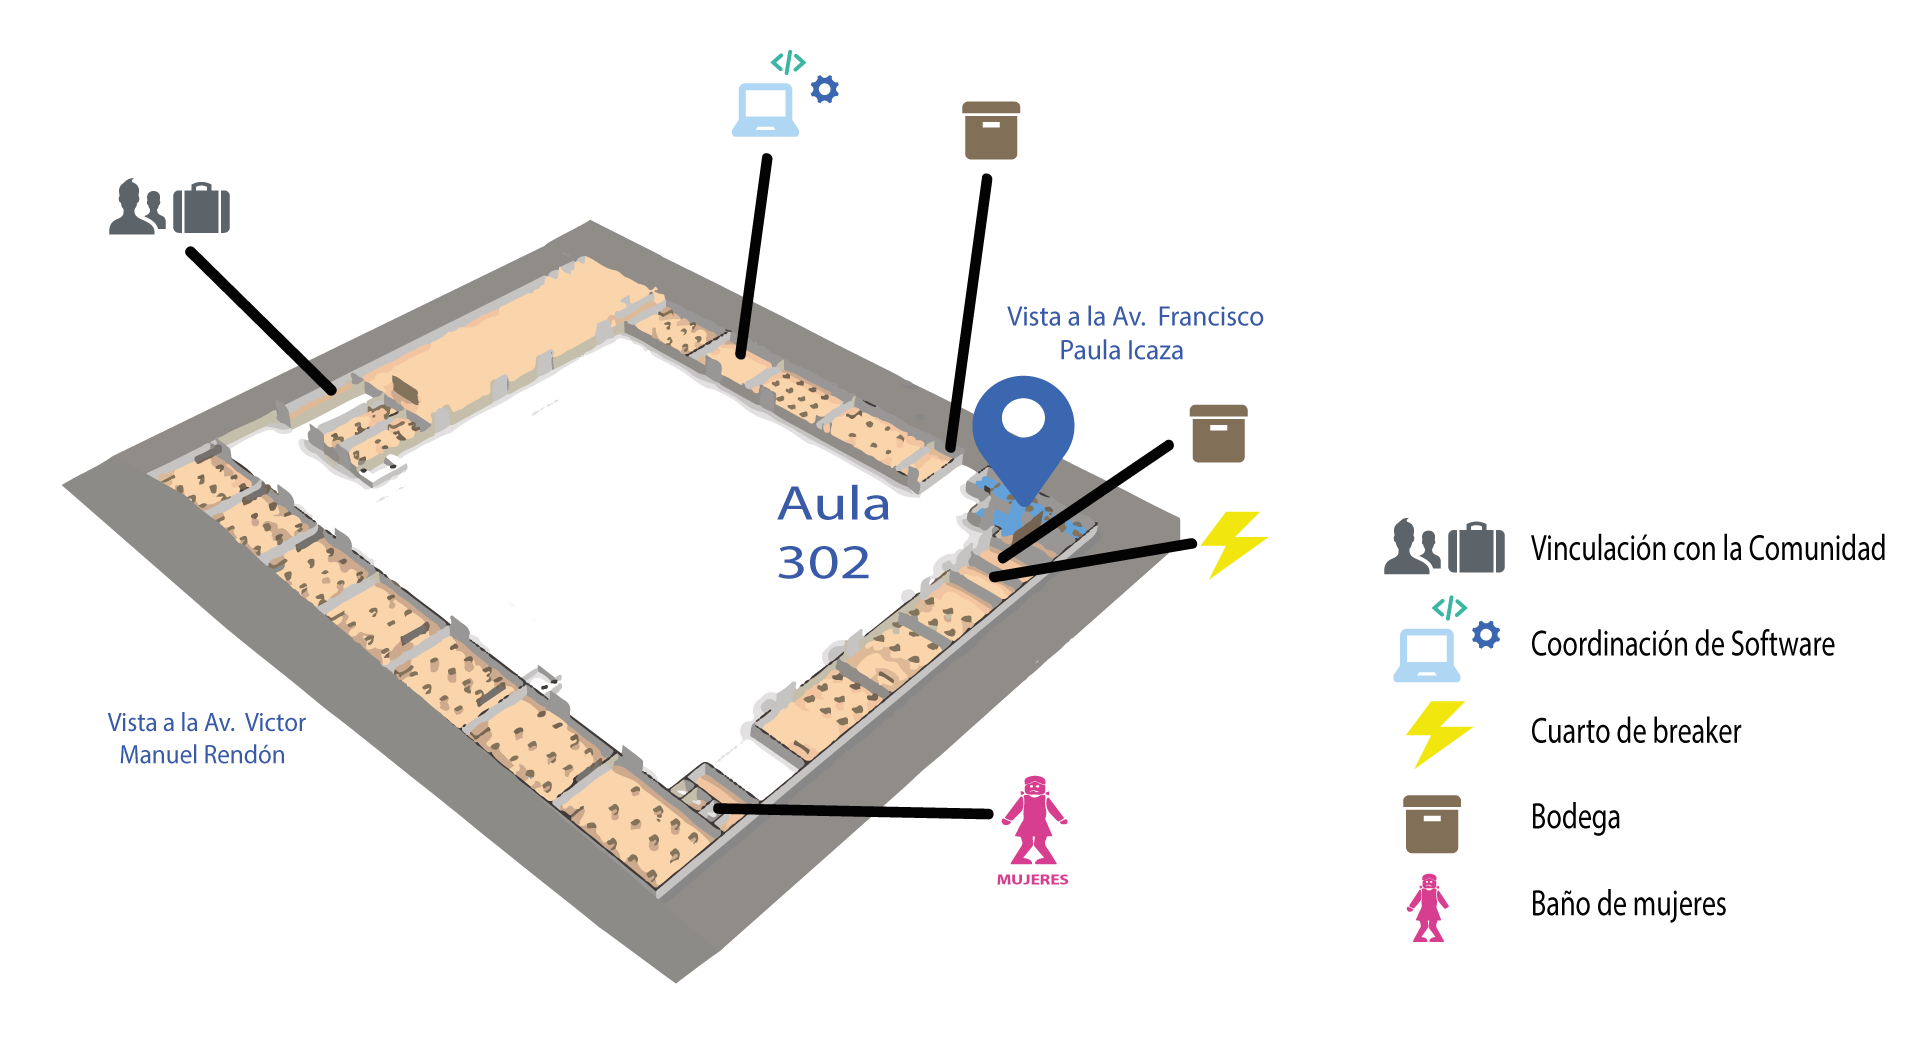 </>
Vista a la Av. Francisco
Paula Icaza
Aula
302
Vista a la Av. Victor
Manuel Rendón
MUJERES
Vinculación con la Comunidad
</>
Coordinación de Software
Cuarto de breaker
Bodega
Baño de mujeres